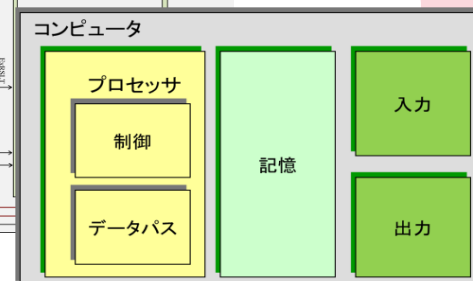 コンピュータ
プロセッサ
制御
データパス
記憶
入力
出力